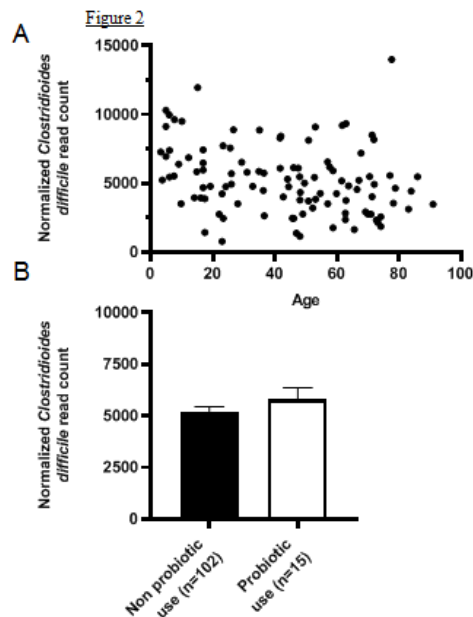 Figure 2
A
Normalized Clostridioides
difficile read count
15000
10000
5000
0
0 20 40 60 80 100
Age
B
Normalized Clostridioides
difficile read count
10000
7500
5000
2500
0
Non probiotic
use (n=102)
Probiotic
use (n=15)